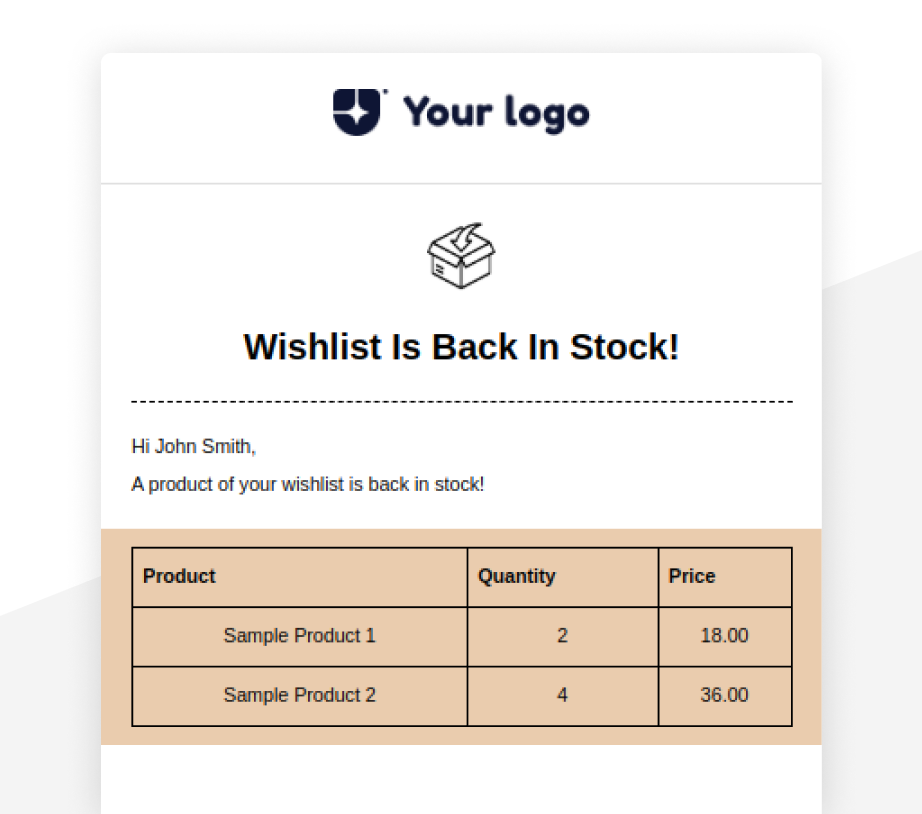 Your logo
Wishlist Is Back In Stock!
Hi John Smith,
A product of your wishlist is back in stock!
Product Quantity Price
Sample Product 1 2 18.00
Sample Product 2 4 36.00